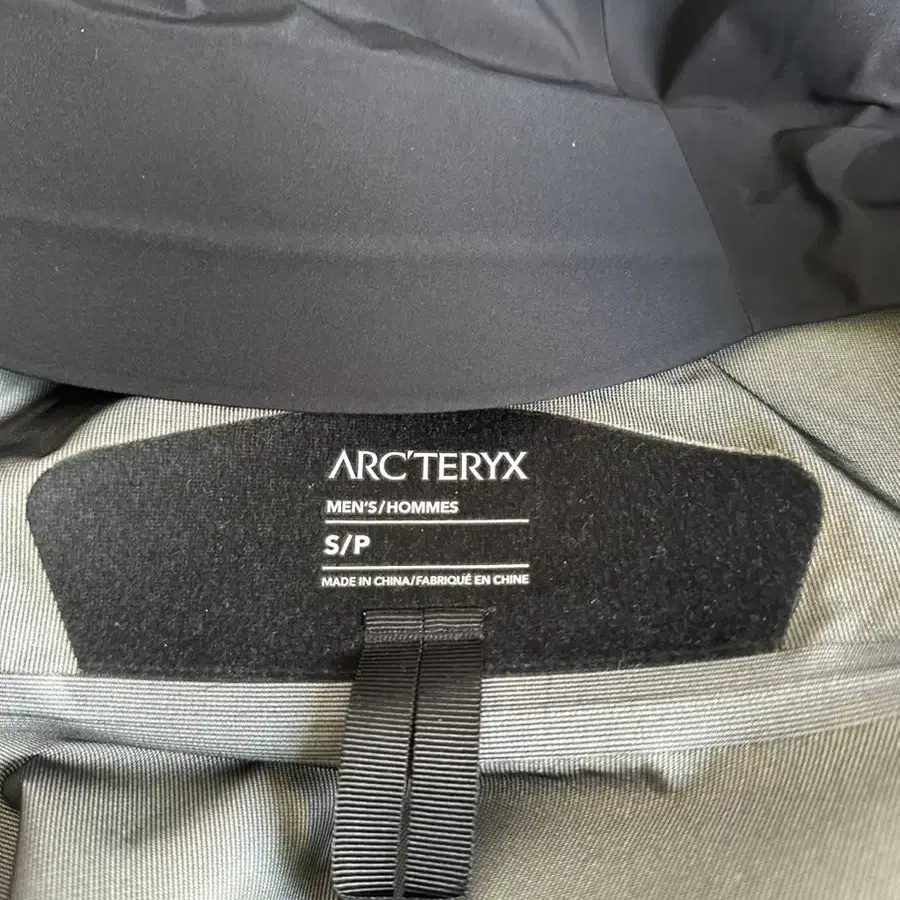 ARC'TERYX
MEN'S/HOMMES
S/P
MADE IN CHINA/FABRIQUÉ EN CHINE